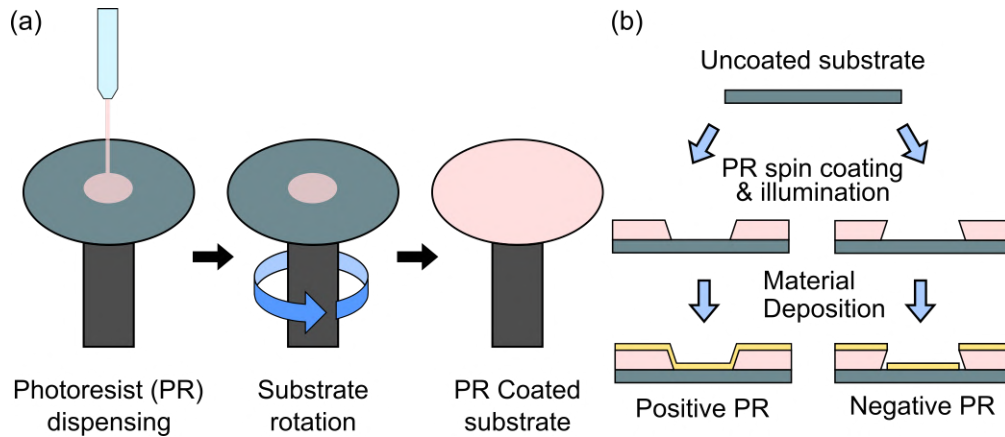 (a)
Photoresist (PR)
dispensing
Substrate
rotation
PR Coated
substrate
(b)
Uncoated substrate
PR spin coating
& illumination
Material
Deposition
Positive PR
Negative PR